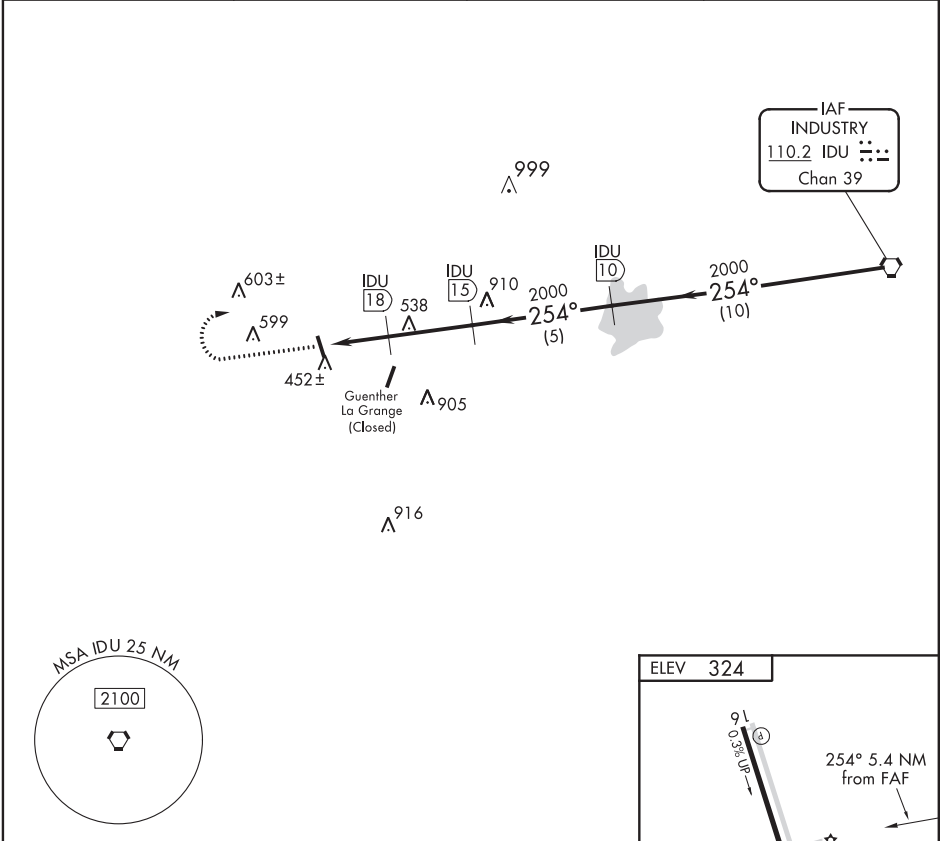 IAF
INDUSTRY
110.2 IDU
Chan 39
999
IDU
10
2000
254°
(10)
IDU
15
910
2000
254°
(5)
603±
IDU
18
538
599
452±
Guenther
La Grange
(Closed)
905
916
MSA IDU 25 NM
2100
ELEV 324
16
P
0.3% UP
254° 5.4 NM
from FAF